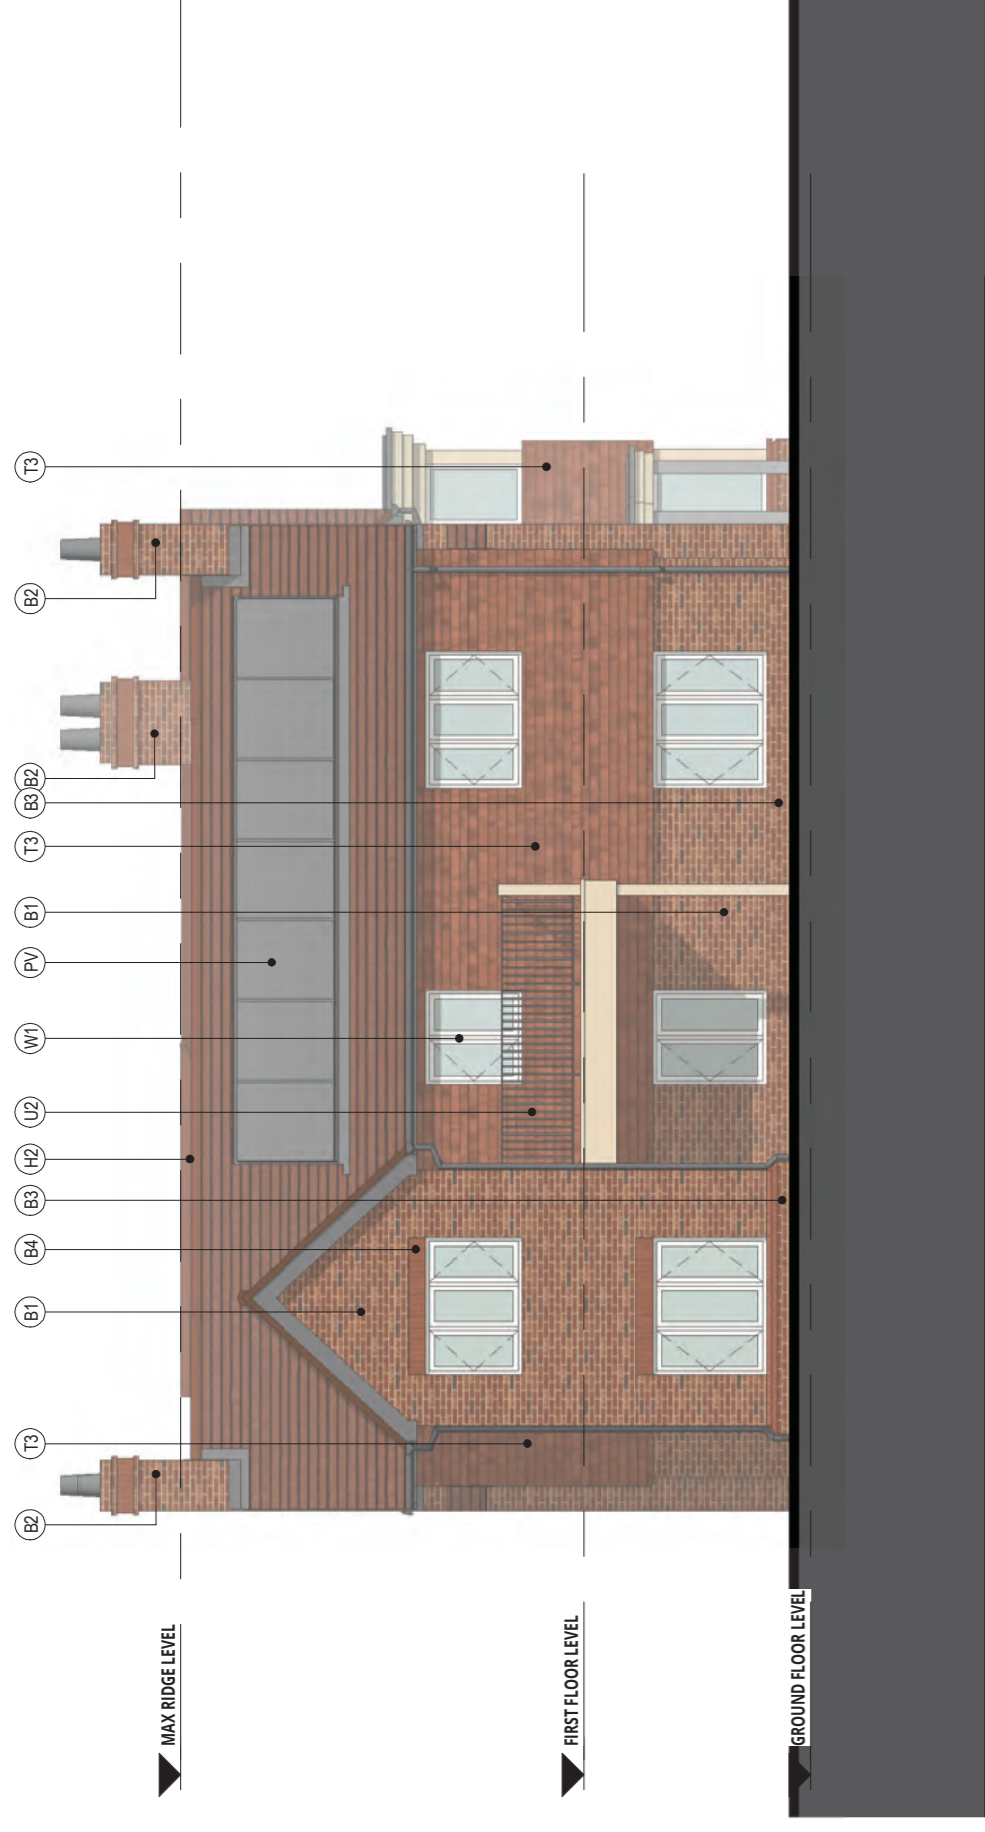 B2
T3
B1
B4
B3
H2
U2
W1
PV
B1
T3
B3
B2
B2
T3
MAX RIDGE LEVEL
FIRST FLOOR LEVEL
GROUND FLOOR LEVEL